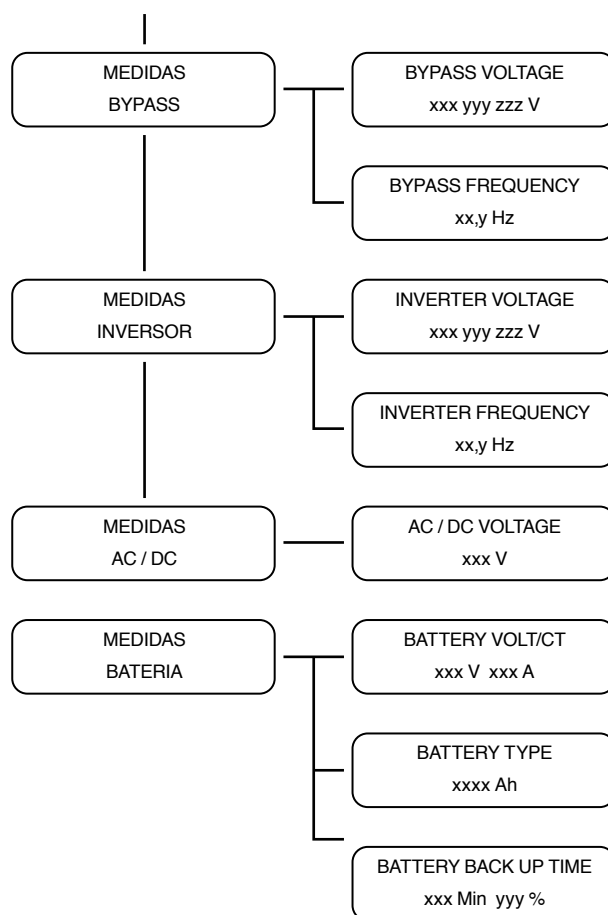 MEDIDAS
BYPASS
BYPASS VOLTAGE
xxx yyy zzz V
BYPASS FREQUENCY
xx,y Hz
MEDIDAS
INVERSOR
INVERTER VOLTAGE
xxx yyy zzz V
INVERTER FREQUENCY
xx,y Hz
MEDIDAS
AC / DC
AC / DC VOLTAGE
xxx V
MEDIDAS
BATERIA
BATTERY VOLT/CT
xxx V xxx A
BATTERY TYPE
xxxx Ah
BATTERY BACK UP TIME
xxx Min yyy %